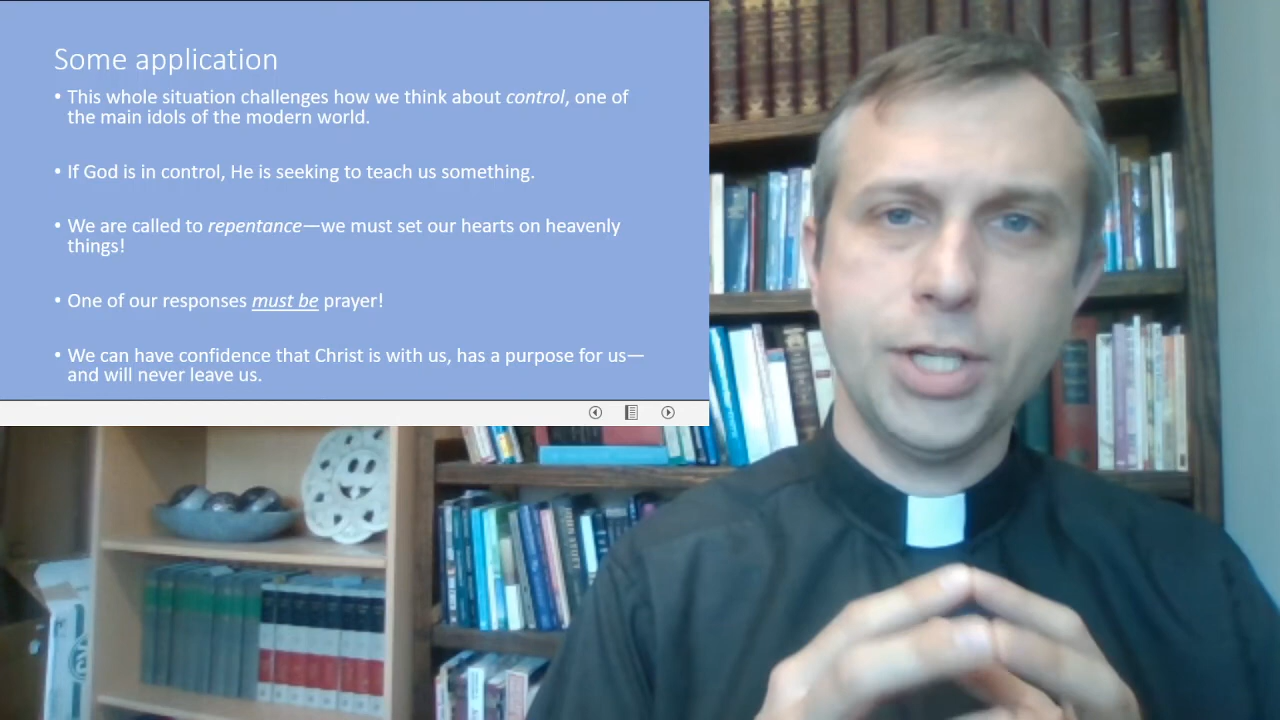 Some application
• This whole situation challenges how we think about control, one of
the main idols of the modern world.
• If God is in control, He is seeking to teach us something.
• We are called to repentance—we must set our hearts on heavenly
things!
• One of our responses must be prayer!
• We can have confidence that Christ is with us, has a purpose for us—
and will never leave us.